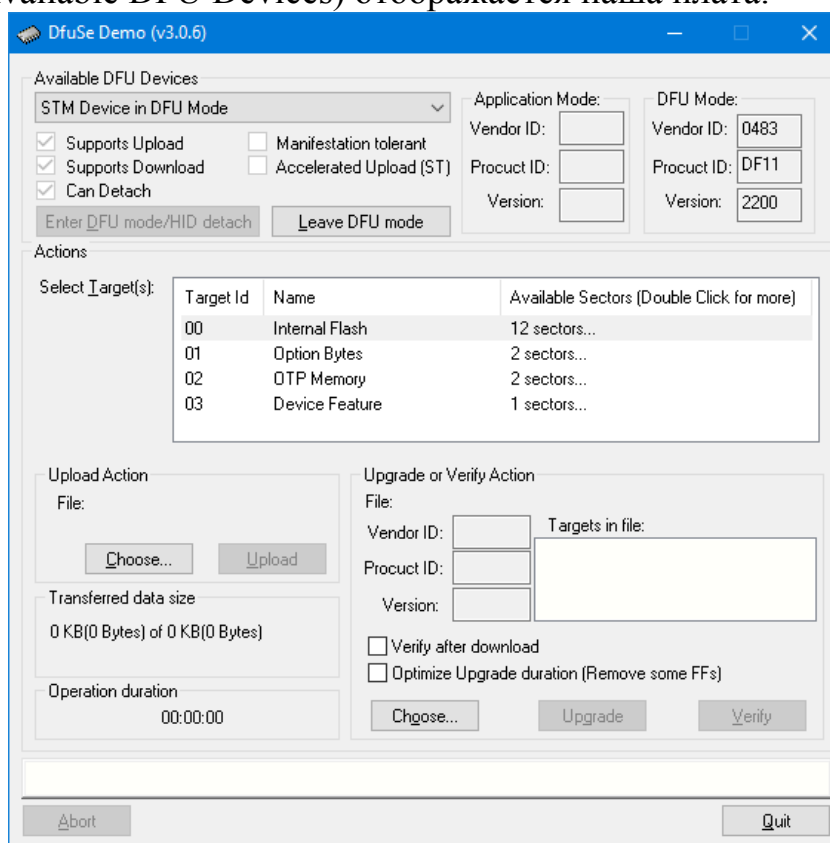 vailable DFU Devices) отображается наша плата.
DfuSe Demo (v3.0.6)
Available DFU Devices
STM Device in DFU Mode
Supports Upload
Manifestation tolerant
Supports Download
Accelerated Upload (ST)
Can Detach
Enter DFU mode/HID detach
Leave DFU mode
Application Mode:
Vendor ID:
Procuct ID:
Version:
DFU Mode:
Vendor ID: 0483
Procuct ID: DF11
Version: 2200
Actions
Select Target(s):
Target Id Name Available Sectors (Double Click for more)
00 Internal Flash 12 sectors...
01 Option Bytes 2 sectors...
02 OTP Memory 2 sectors...
03 Device Feature 1 sectors...
Upload Action
File:
Choose... Upload
Transferred data size
0 KB(0 Bytes) of 0 KB(0 Bytes)
Operation duration
00:00:00
Upgrade or Verify Action
File:
Vendor ID:
Procuct ID:
Version:
Targets in file:
Verify after download
Optimize Upgrade duration (Remove some FFs)
Choose... Upgrade Verify
Abort Quit